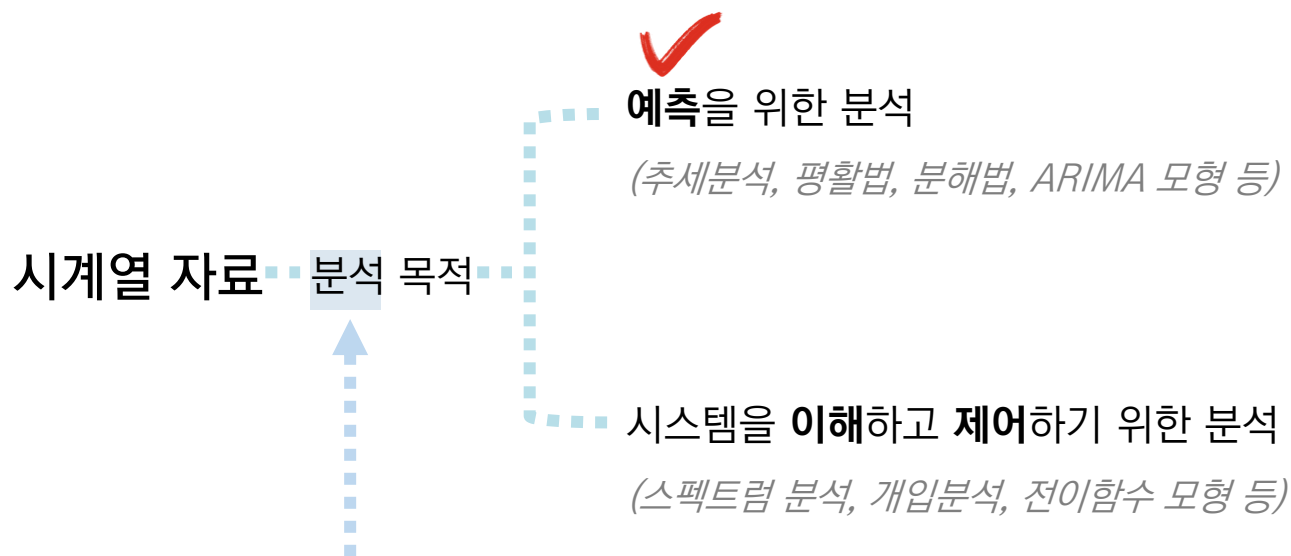 예측을 위한 분석
(추세분석, 평활법, 분해법, ARIMA 모형 등)
시계열 자료 분석 목적
시스템을 이해하고 제어하기 위한 분석
(스펙트럼 분석, 개입분석, 전이함수 모형 등)